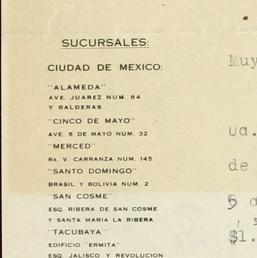 SUCURSALES:
CIUDAD DE MEXICO:
"ALAMEDA"
AVE. JUAREZ NUM. 84
Y BALDERAS
"CINCO DE MAYO"
AVE. 5 DE MAYO NUM. 32
"MERCED"
8A. V. CARRANZA NUM. 145
"SANTO DOMINGO"
BRASIL Y BOLIVIA NUM. 2
"SAN COSME"
ESQ. RIBERA DE SAN COSME
Y SANTA MARIA LA RIBERA
"TACUBAYA"
EDIFICIO "ERMITA"
ESQ. JALISCO Y REVOLUCION
Muy
ud.
de
$1.